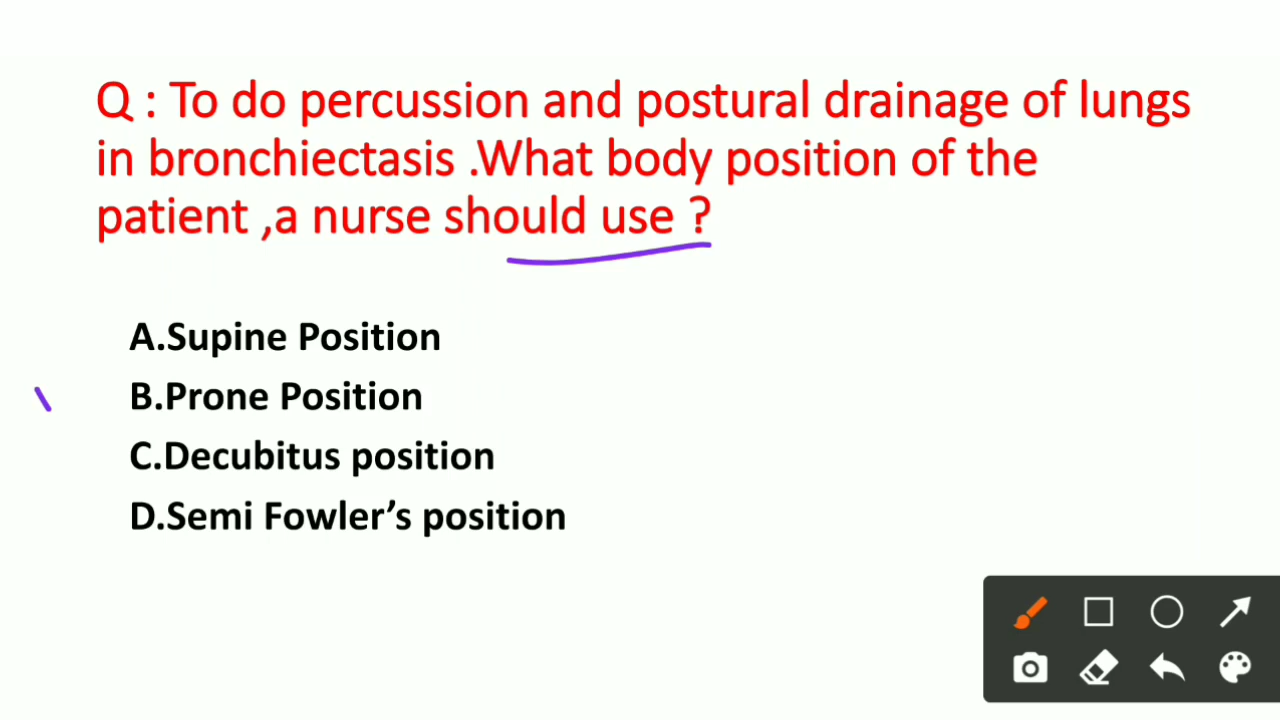 Q : To do percussion and postural drainage of lungs
in bronchiectasis .What body position of the
patient ,a nurse should use ?
A.Supine Position
B.Prone Position
C.Decubitus position
D.Semi Fowler’s position